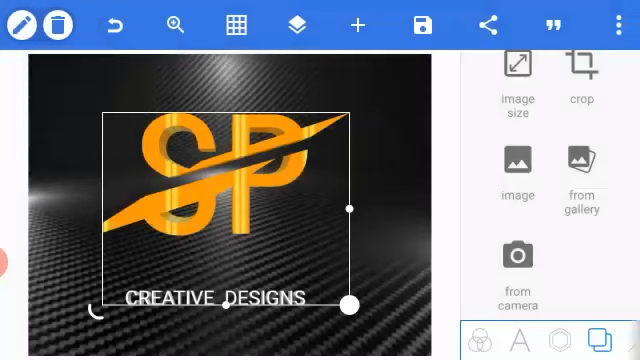 SP
CREATIVE DESIGNS
image size
crop
image
from gallery
from camera
A